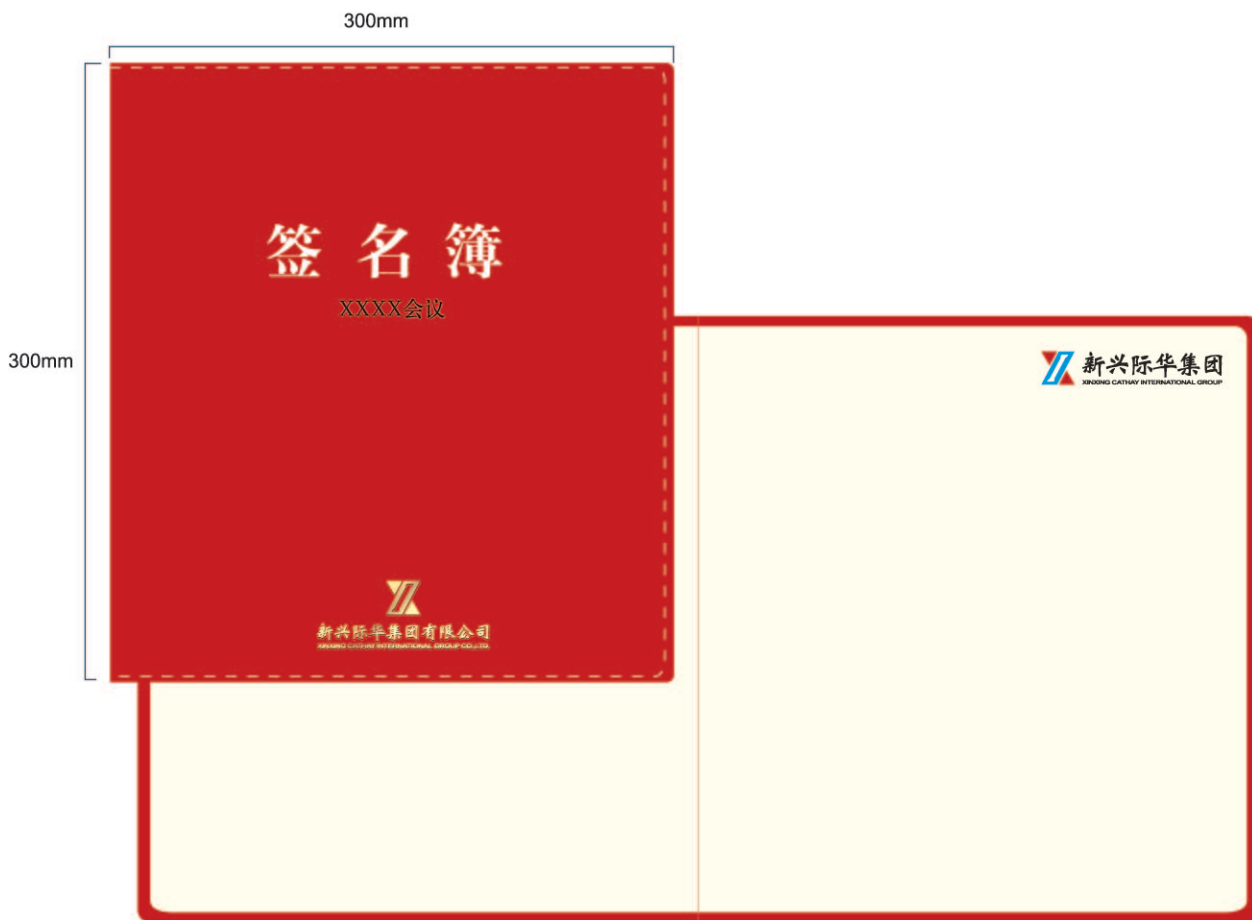 300mm
签名簿
XXXX会议
300mm
新兴际华集团
XINXING CATHAY INTERNATIONAL GROUP
新兴际华集团有限公司
XINXING CATHAY INTERNATIONAL GROUP CO.,LTD.